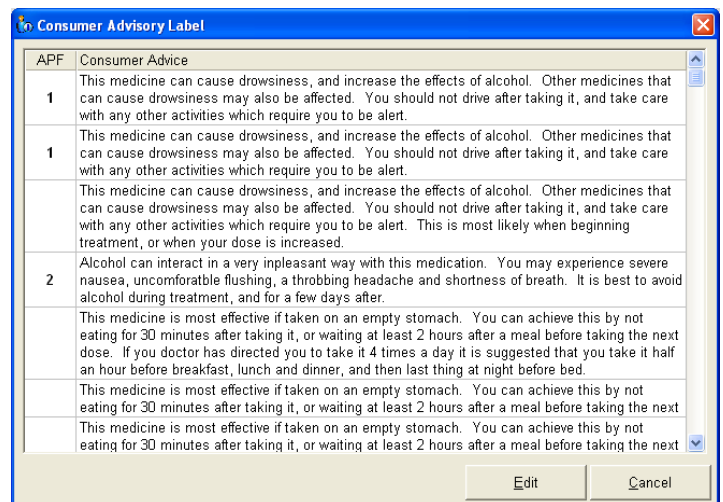 Consumer Advisory Label
APF Consumer Advice
This medicine can cause drowsiness, and increase the effects of alcohol. Other medicines that
1 can cause drowsiness may also be affected. You should not drive after taking it, and take care
with any other activities which require you to be alert.
This medicine can cause drowsiness, and increase the effects of alcohol. Other medicines that
1 can cause drowsiness may also be affected. You should not drive after taking it, and take care
with any other activities which require you to be alert.
This medicine can cause drowsiness, and increase the effects of alcohol. Other medicines that
can cause drowsiness may also be affected. You should not drive after taking it, and take care
with any other activities which require you to be alert. This is most likely when beginning
treatment, or when your dose is increased.
Alcohol can interact in a very inpleasant way with this medication. You may experience severe
2 nausea, uncomforatble flushing, a throbbing headache and shortness of breath. It is best to avoid
alcohol during treatment, and for a few days after.
This medicine is most effective if taken on an empty stomach. You can achieve this by not
eating for 30 minutes after taking it, or waiting at least 2 hours after a meal before taking the next
dose. If you doctor has directed you to take it 4 times a day it is suggested that you take it half
an hour before breakfast, lunch and dinner, and then last thing at night before bed.
This medicine is most effective if taken on an empty stomach. You can achieve this by not
eating for 30 minutes after taking it, or waiting at least 2 hours after a meal before taking the next
This medicine is most effective if taken on an empty stomach. You can achieve this by not
eating for 30 minutes after taking it, or waiting at least 2 hours after a meal before taking the next
Edit Cancel